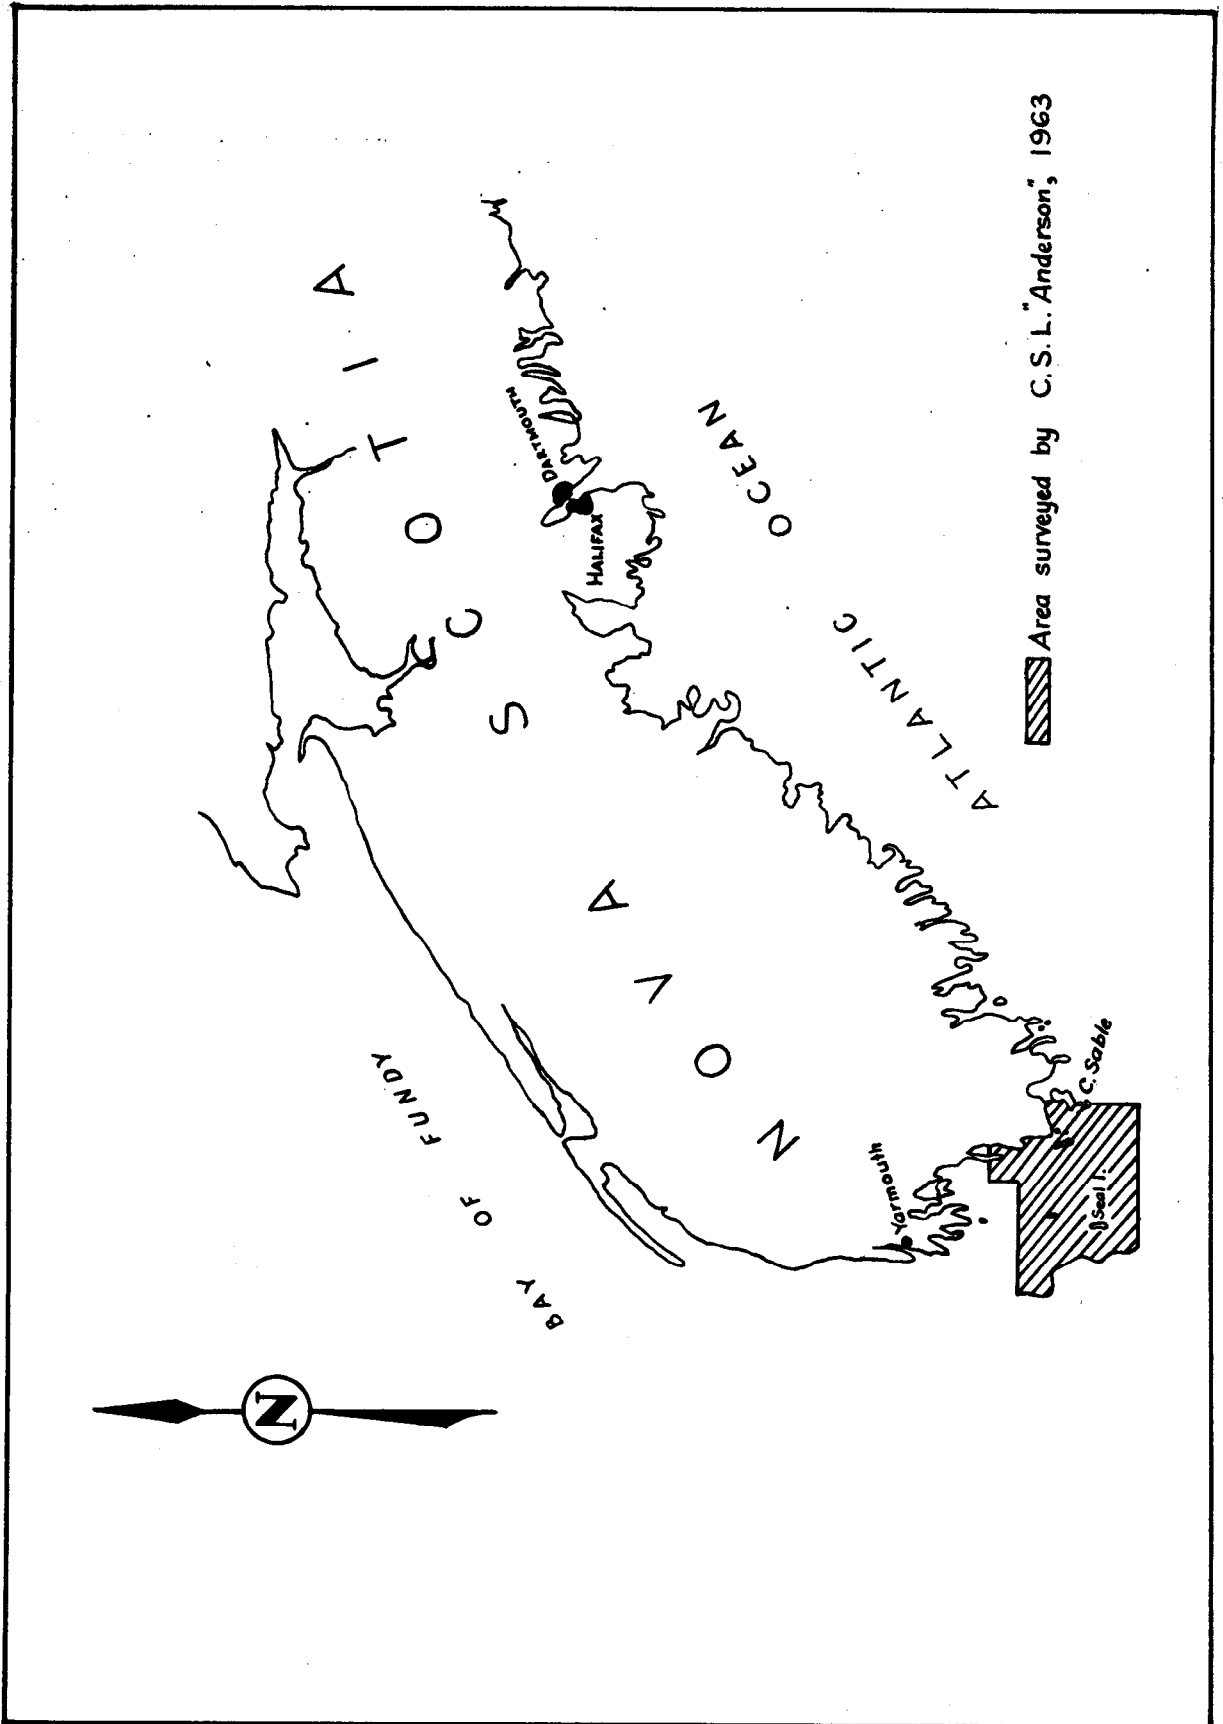 N
BAY OF FUNDY
NOVA SCOTIA
DARTMOUTH
HALIFAX
ATLANTIC OCEAN
Yarmouth
C. Sable
Seal I.
Area surveyed by C.S.L. "Anderson", 1963